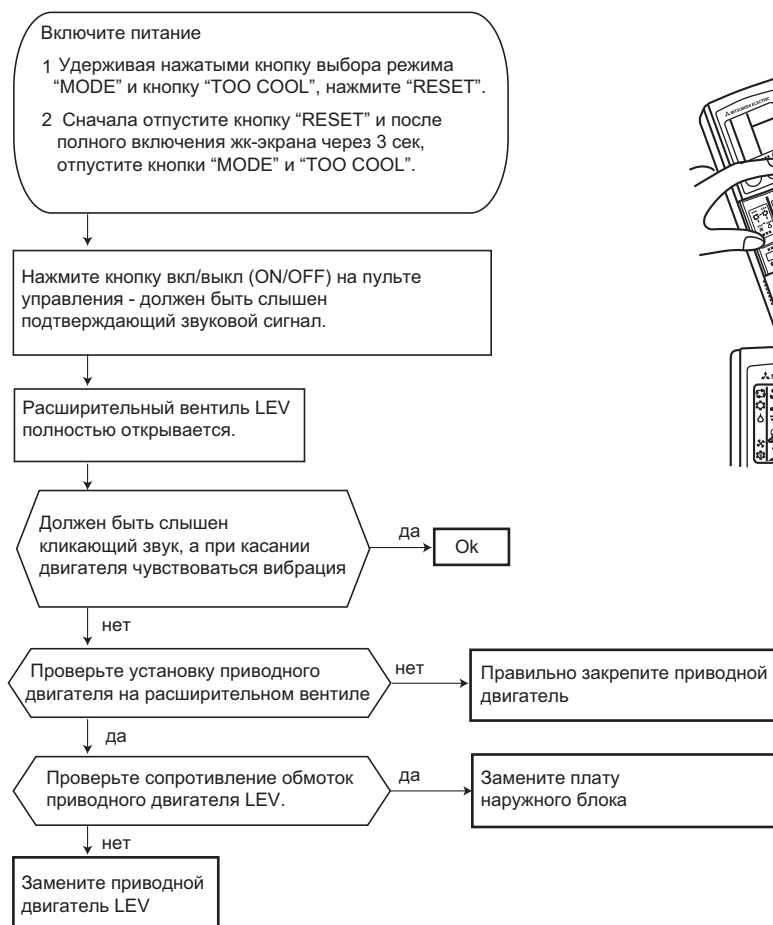 Включите питание
1 Удерживая нажатыми кнопку выбора режима
“MODE” и кнопку “TOO COOL”, нажмите “RESET”.
2 Сначала отпустите кнопку “RESET” и после
полного включения жк-экрана через 3 сек,
отпустите кнопки “MODE” и “TOO COOL”.
Нажмите кнопку вкл/выкл (ON/OFF) на пульте
управления - должен быть слышен
подтверждающий звуковой сигнал.
Расширительный вентиль LEV
полностью открывается.
Должен быть слышен
кликающий звук, а при касании
двигателя чувствоваться вибрация
да
Ok
нет
Проверьте установку приводного
двигателя на расширительном вентиле
нет
Правильно закрепите приводной
двигатель
да
Проверьте сопротивление обмоток
приводного двигателя LEV.
да
Замените плату
наружного блока
нет
Замените приводной
двигатель LEV
MITSUBISHI ELECTRIC